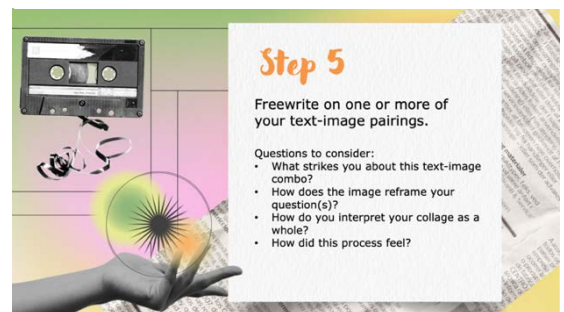 Step 5
Freewrite on one or more of
your text-image pairings.
Questions to consider:
• What strikes you about this text-image
combo?
• How does the image reframe your
question(s)?
• How do you interpret your collage as a
whole?
• How did this process feel?